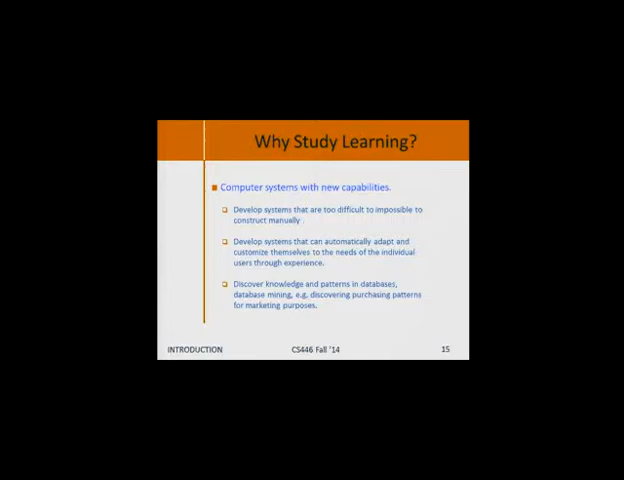 Why Study Learning?
Computer systems with new capabilities.
Develop systems that are too difficult to impossible to
construct manually .
Develop systems that can automatically adapt and
customize themselves to the needs of the individual
users through experience.
Discover knowledge and patterns in databases,
database mining, e.g. discovering purchasing patterns
for marketing purposes.
INTRODUCTION CS446 Fall '14 15